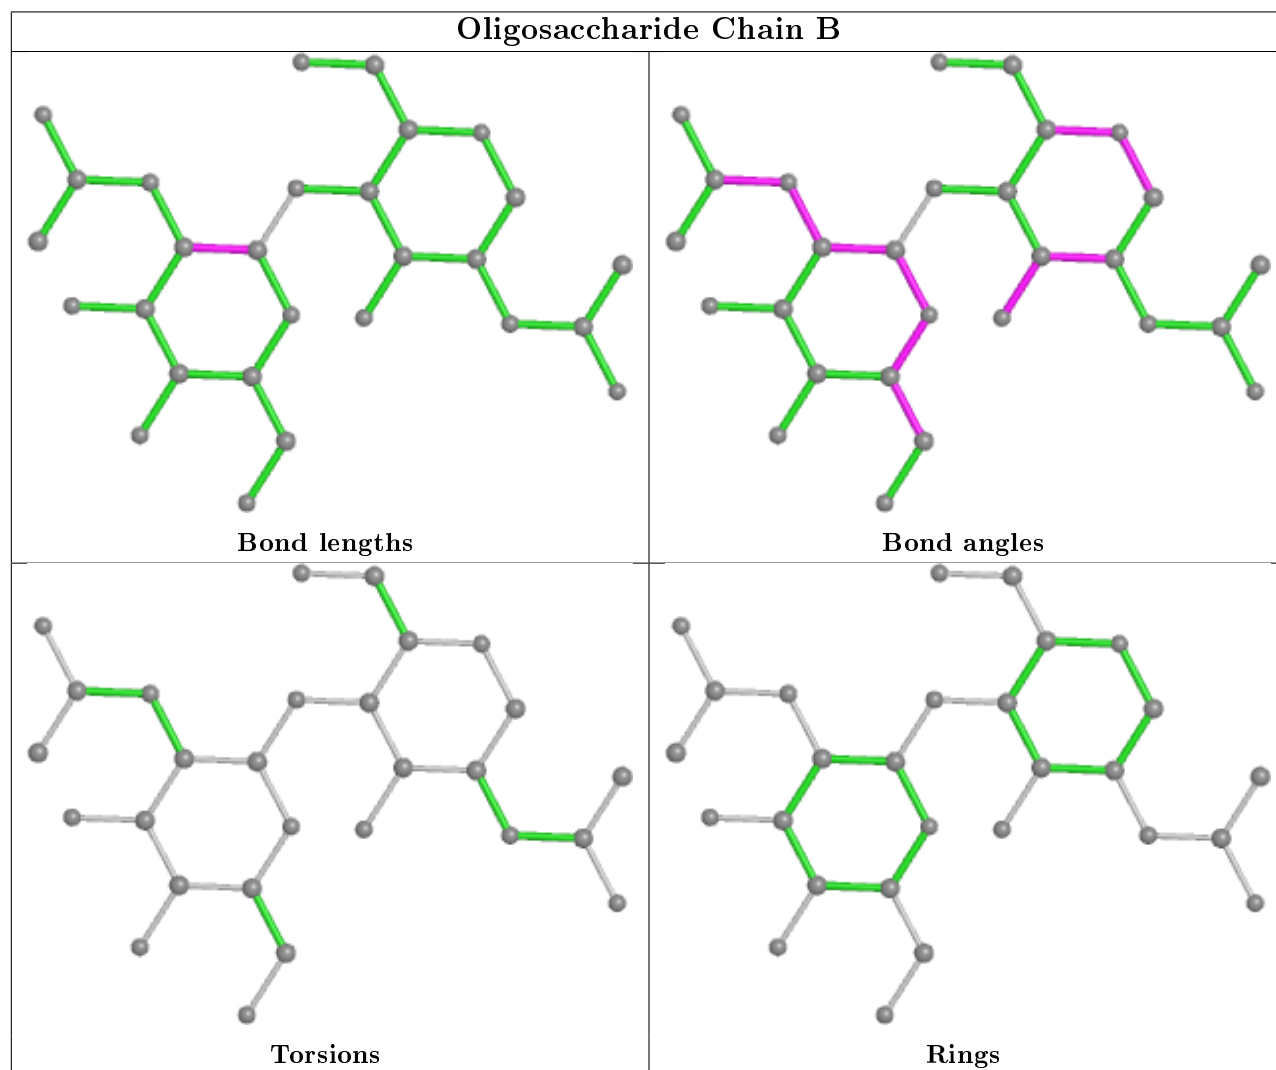 Oligosaccharide Chain B
Bond lengths
Bond angles
Torsions
Rings